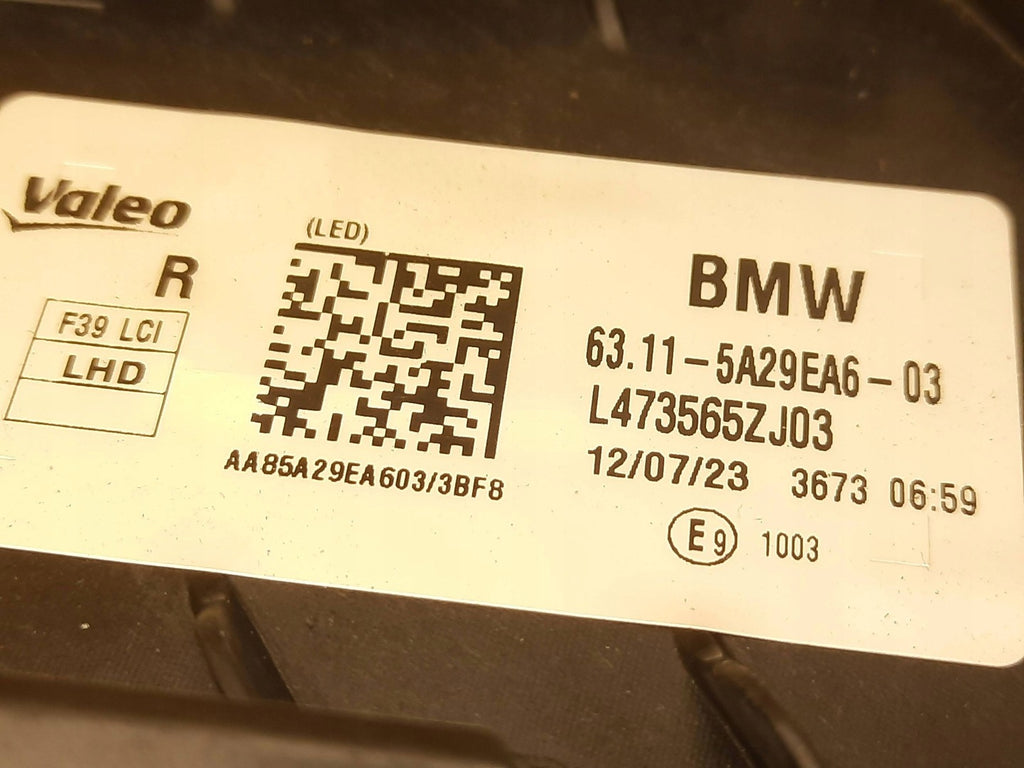 Valeo
R
F39 LCI
LHD
(LED)
AA85A29EA603/3BF8
BMW
63.11-5A29EA6-03
L473565ZJ03
12/07/23 3673 06:59
E9 1003